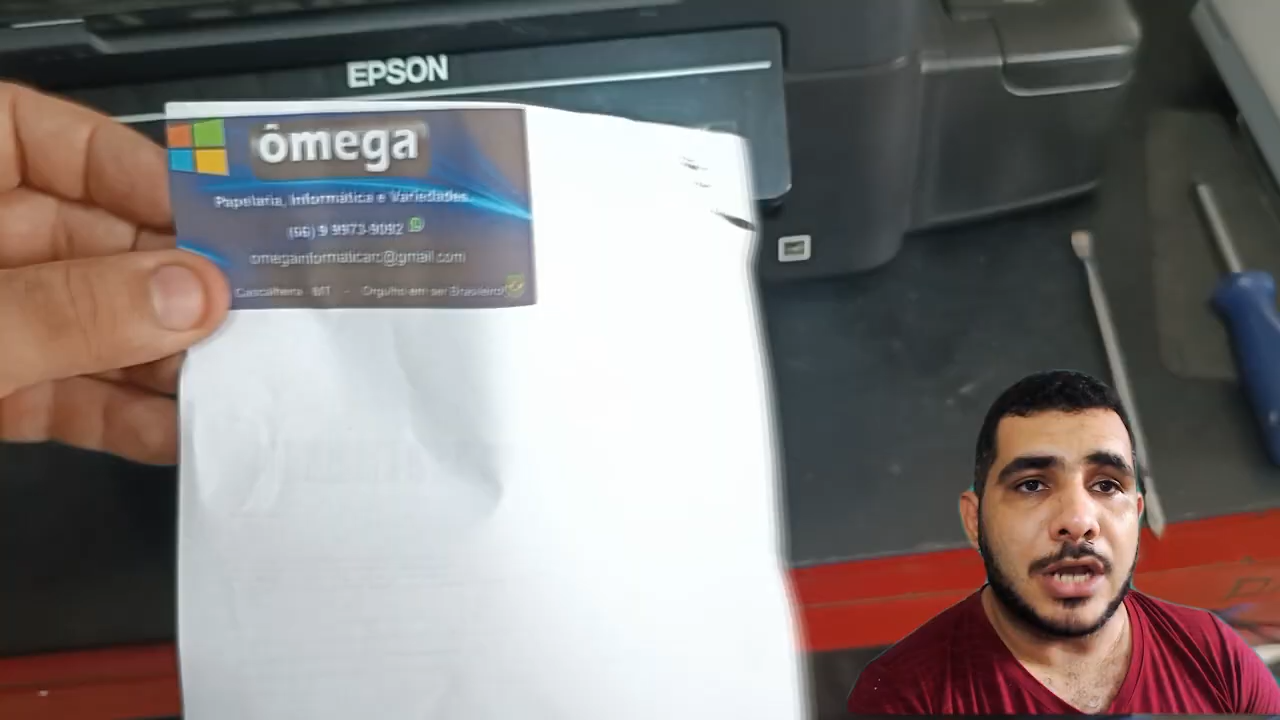 EPSON
ômega
Papelaria, Informática e Variedades
(66) 9 9973-9092
omegainformaticarc@gmail.com
Cascalheira MT - Orgulho em ser Brasileiro!